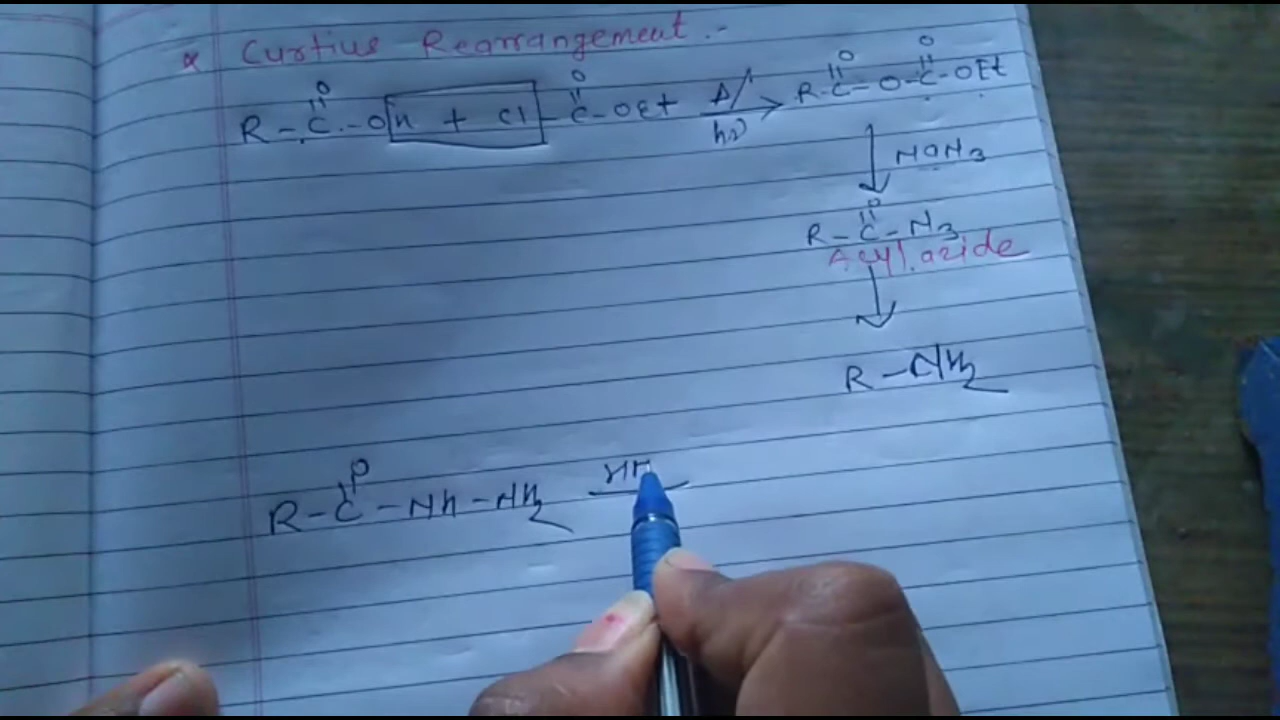 * Curtius Rearrangement :-
R-C(=O)-OH + Cl-C(=O)-OEt Δ/hν → R-C(=O)-O-C(=O)-OEt
↓ NaN3
R-C(=O)-N3
Acyl azide
↓
R-NH2
R-C(=O)-Nh-NH2